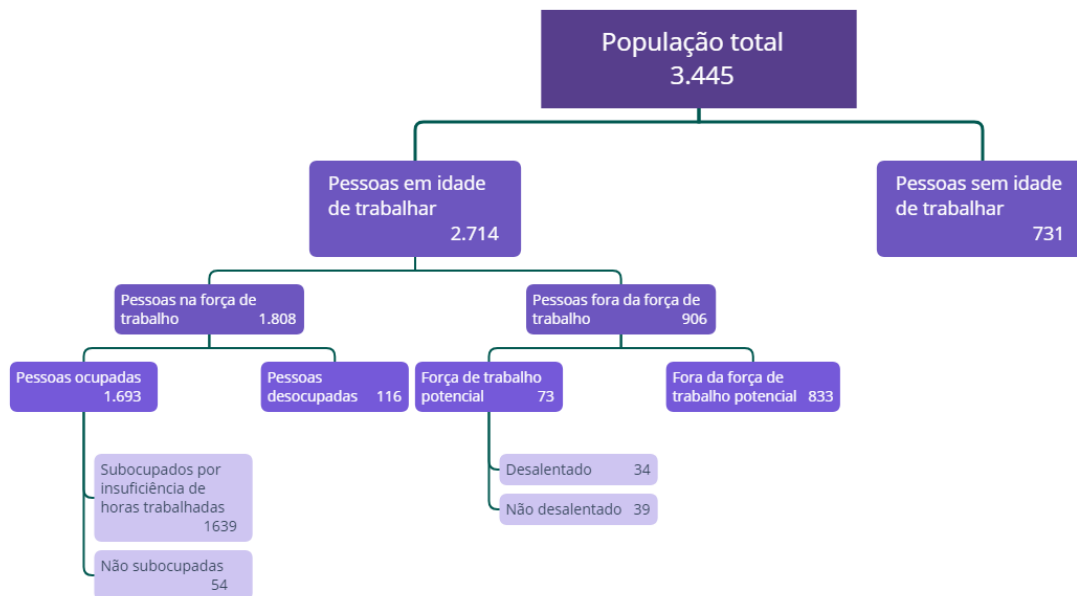 População total
3.445
Pessoas em idade
de trabalhar
2.714
Pessoas sem idade
de trabalhar
731
Pessoas na força de
trabalho 1.808
Pessoas fora da força de
trabalho 906
Pessoas ocupadas
1.693
Pessoas
desocupadas 116
Força de trabalho
potencial 73
Fora da força de
trabalho potencial 833
Subocupados por
insuficiência de
horas trabalhadas
1639
Não subocupadas
54
Desalentado 34
Não desalentado 39